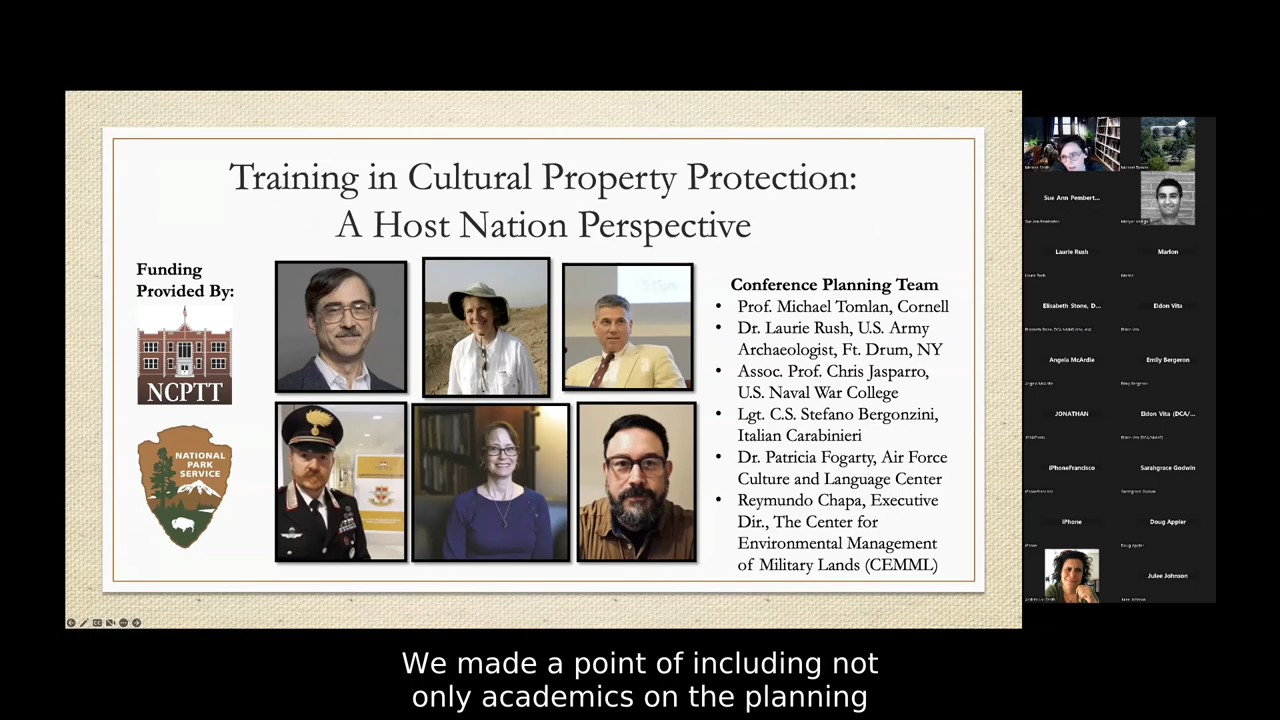 Training in Cultural Property Protection:
A Host Nation Perspective
Funding
Provided By:
NCPTT
NATIONAL
PARK
SERVICE
Conference Planning Team
• Prof. Michael Tomlan, Cornell
• Dr. Laurie Rush, U.S. Army
Archaeologist, Ft. Drum, NY
• Assoc. Prof. Chris Jasparro,
U.S. Naval War College
• Lgt. C.S. Stefano Bergonzini,
Italian Carabinieri
• Dr. Patricia Fogarty, Air Force
Culture and Language Center
• Reymundo Chapa, Executive
Dir., The Center for
Environmental Management
of Military Lands (CEMML)
Sue Ann Pembert...
Laurie Rush
Marlon
Elisabeth Stone, D...
Eldon Vita
Angela McArdle
Emily Bergeron
JONATHAN
Eldon Vita (DCA/...
iPhoneFrancisco
Sarahgrace Godwin
iPhone
Doug Appler
Julee Johnson
We made a point of including not
only academics on the planning